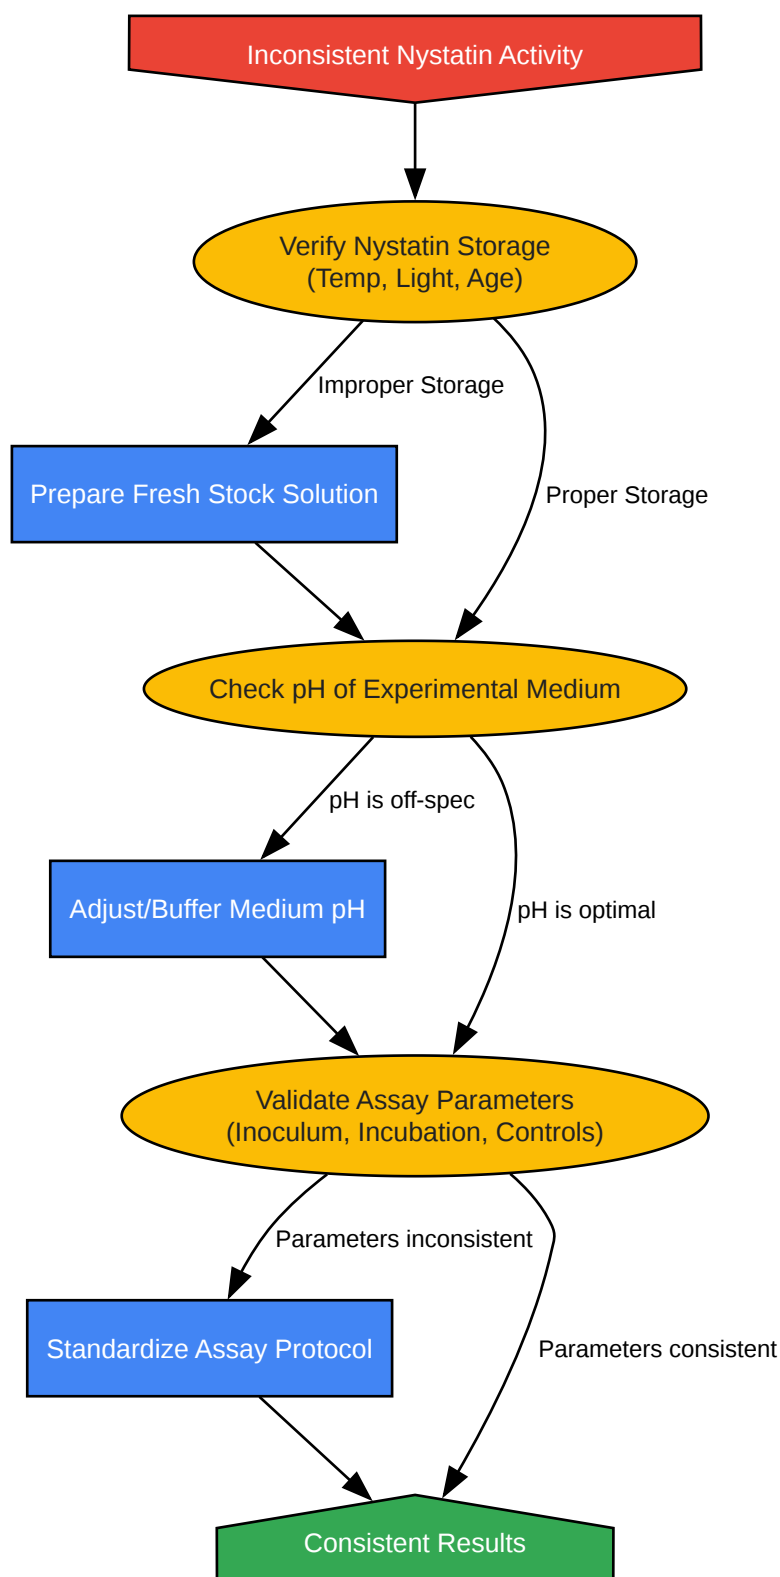 Inconsistent Nystatin Activity
Verify Nystatin Storage
(Temp, Light, Age)
Improper Storage
Prepare Fresh Stock Solution
Proper Storage
Check pH of Experimental Medium
pH is off-spec
Adjust/Buffer Medium pH
pH is optimal
Validate Assay Parameters
(Inoculum, Incubation, Controls)
Parameters inconsistent
Standardize Assay Protocol
Parameters consistent
Consistent Results